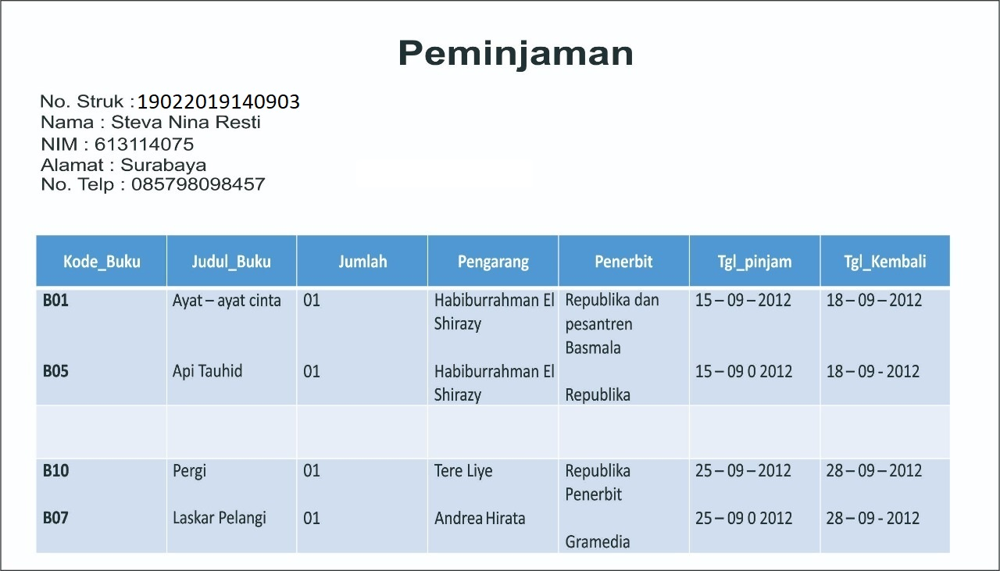 Peminjaman
No. Struk : 19022019140903
Nama : Steva Nina Resti
NIM : 613114075
Alamat : Surabaya
No. Telp : 085798098457
Kode_Buku Judul_Buku Jumlah Pengarang Penerbit Tgl_pinjam Tgl_Kembali
B01 Ayat – ayat cinta 01 Habiburrahman El Republika dan 15 – 09 – 2012 18 – 09 – 2012
Shirazy pesantren
Basmala
B05 Api Tauhid 01 Habiburrahman El 15 – 09 0 2012 18 – 09 - 2012
Shirazy Republika
B10 Pergi 01 Tere Liye Republika 25 – 09 – 2012 28 – 09 – 2012
Penerbit
B07 Laskar Pelangi 01 Andrea Hirata 25 – 09 0 2012 28 – 09 - 2012
Gramedia